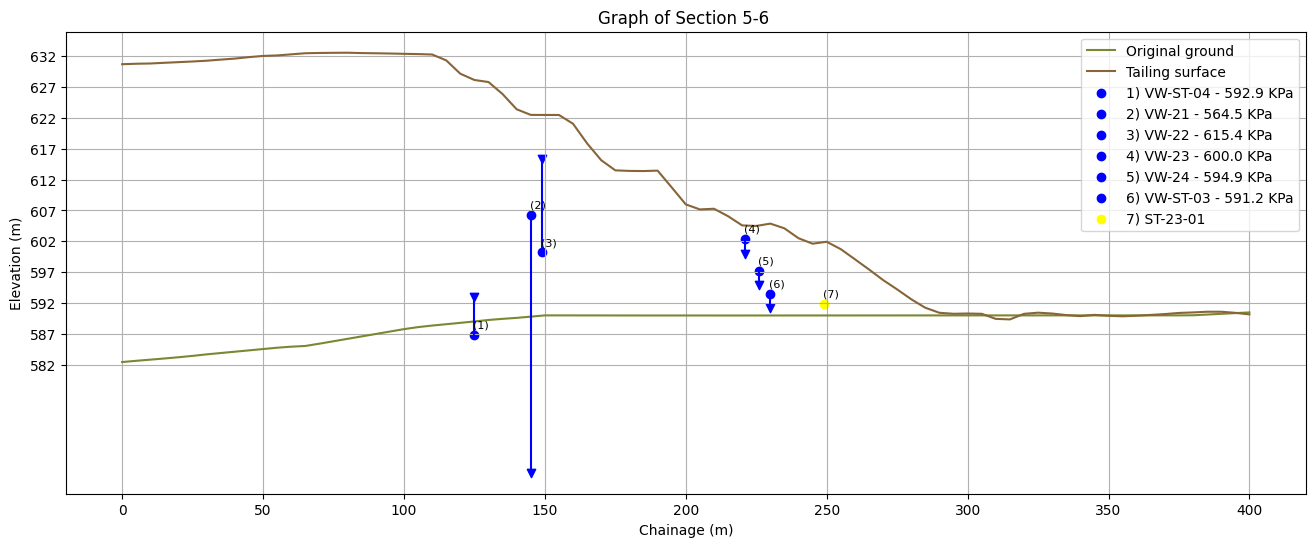 Graph of Section 5-6
Original ground
Tailing surface
1) VW-ST-04 - 592.9 KPa
2) VW-21 - 564.5 KPa
3) VW-22 - 615.4 KPa
4) VW-23 - 600.0 KPa
5) VW-24 - 594.9 KPa
6) VW-ST-03 - 591.2 KPa
7) ST-23-01
632
627
622
617
612
607
602
597
592
587
582
Elevation (m)
(2)
(3)
(4)
(5)
(6)
(7)
(1)
0 50 100 150 200 250 300 350 400
Chainage (m)